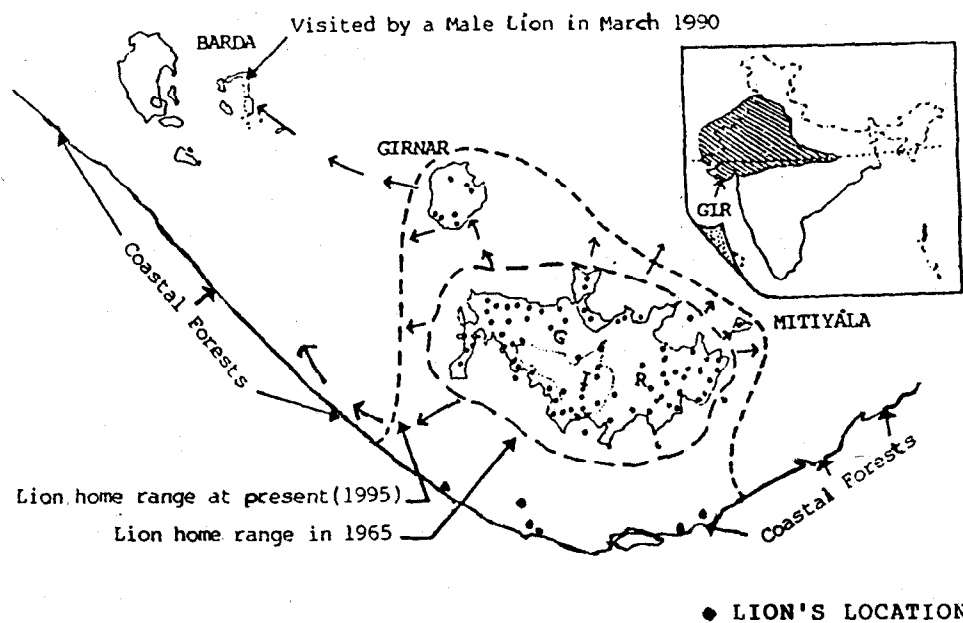 Visited by a Male Lion in March 1990
BARDA
GIRNAR
GIR
Coastal Forests
MITIYÁLA
G
I
R
Lion home range at present(1995)
Lion home range in 1965
Coastal Forests
LION'S LOCATION